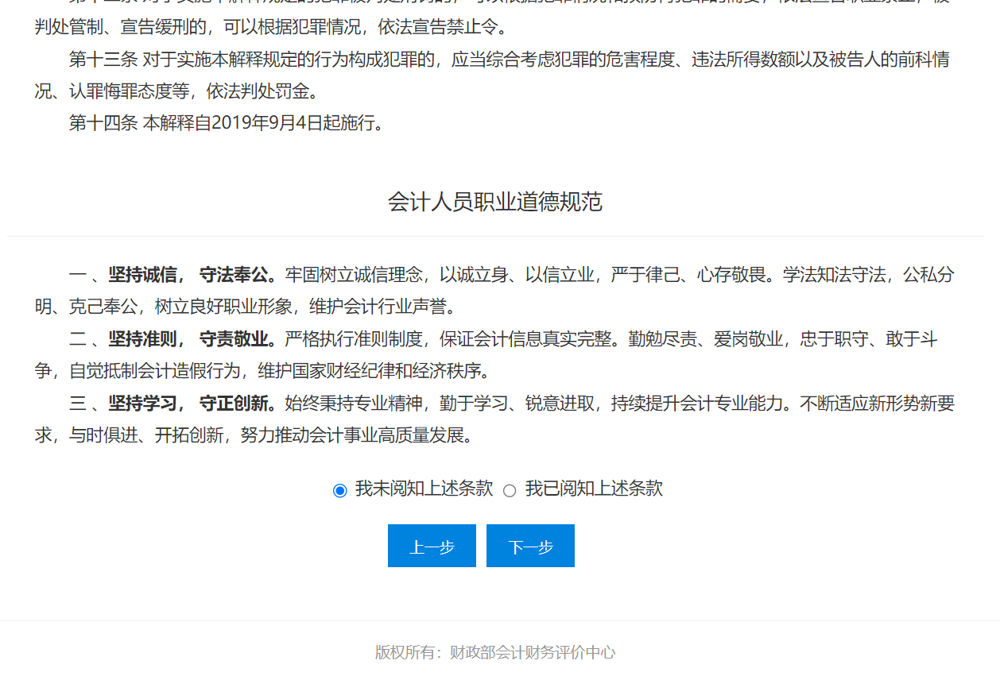 判处管制、宣告缓刑的，可以根据犯罪情况，依法宣告禁止令。
第十三条 对于实施本解释规定的行为构成犯罪的，应当综合考虑犯罪的危害程度、违法所得数额以及被告人的前科情
况、认罪悔罪态度等，依法判处罚金。
第十四条 本解释自2019年9月4日起施行。
会计人员职业道德规范
一 、坚持诚信， 守法奉公。牢固树立诚信理念，以诚立身、以信立业，严于律己、心存敬畏。学法知法守法，公私分
明、克己奉公，树立良好职业形象，维护会计行业声誉。
二 、坚持准则， 守责敬业。严格执行准则制度，保证会计信息真实完整。勤勉尽责、爱岗敬业，忠于职守、敢于斗
争，自觉抵制会计造假行为，维护国家财经纪律和经济秩序。
三 、坚持学习， 守正创新。始终秉持专业精神，勤于学习、锐意进取，持续提升会计专业能力。不断适应新形势新要
求，与时俱进、开拓创新，努力推动会计事业高质量发展。
我未阅知上述条款 我已阅知上述条款
上一步 下一步
版权所有：财政部会计财务评价中心